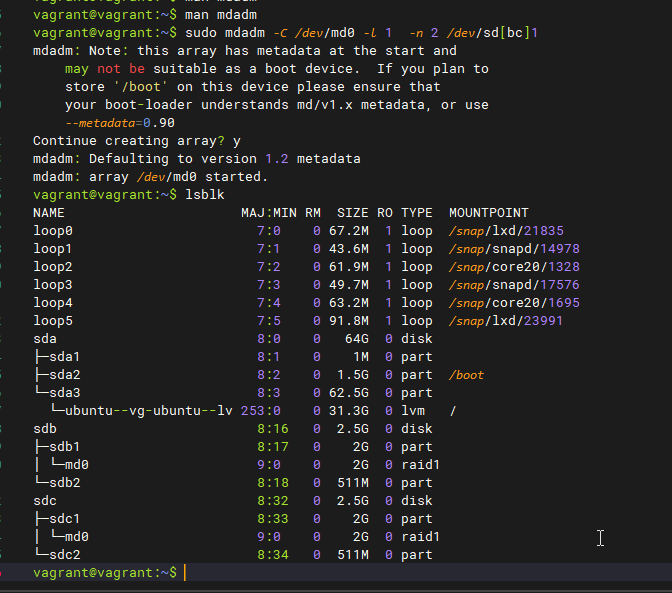 vagrant@vagrant:~$ man mdadm
vagrant@vagrant:~$ man mdadm
vagrant@vagrant:~$ sudo mdadm -C /dev/md0 -l 1  -n 2 /dev/sd[bc]1
mdadm: Note: this array has metadata at the start and
    may not be suitable as a boot device.  If you plan to
    store '/boot' on this device please ensure that
    your boot-loader understands md/v1.x metadata, or use
    --metadata=0.90
Continue creating array? y
mdadm: Defaulting to version 1.2 metadata
mdadm: array /dev/md0 started.
vagrant@vagrant:~$ lsblk
NAME                      MAJ:MIN RM  SIZE RO TYPE  MOUNTPOINT
loop0                       7:0    0 67.2M  1 loop  /snap/lxd/21835
loop1                       7:1    0 43.6M  1 loop  /snap/snapd/14978
loop2                       7:2    0 61.9M  1 loop  /snap/core20/1328
loop3                       7:3    0 49.7M  1 loop  /snap/snapd/17576
loop4                       7:4    0 63.2M  1 loop  /snap/core20/1695
loop5                       7:5    0 91.8M  1 loop  /snap/lxd/23991
sda                         8:0    0   64G  0 disk
├─sda1                      8:1    0    1M  0 part
├─sda2                      8:2    0  1.5G  0 part  /boot
└─sda3                      8:3    0 62.5G  0 part
  └─ubuntu--vg-ubuntu--lv 253:0    0 31.3G  0 lvm   /
sdb                         8:16   0  2.5G  0 disk
├─sdb1                      8:17   0    2G  0 part
│ └─md0                     9:0    0    2G  0 raid1
└─sdb2                      8:18   0  511M  0 part
sdc                         8:32   0  2.5G  0 disk
├─sdc1                      8:33   0    2G  0 part
│ └─md0                     9:0    0    2G  0 raid1
└─sdc2                      8:34   0  511M  0 part
vagrant@vagrant:~$